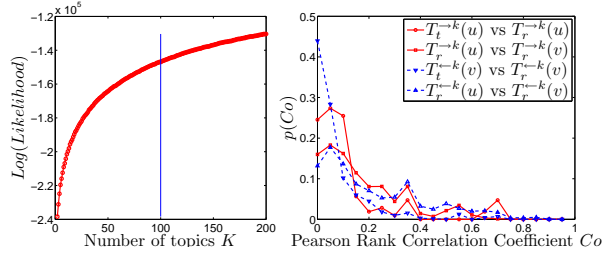 x 10^5
-1.2
-1.4
-1.6
-1.8
-2
-2.2
-2.4
0 50 100 150 200
Log(Likelihood)
Number of topics K
0.5
0.4
0.3
0.2
0.1
0
0 0.2 0.4 0.6 0.8 1
p(Co)
Pearson Rank Correlation Coefficient Co
T_t^{→k}(u) vs T_r^{→k}(u)
T_r^{→k}(u) vs T_r^{→k}(v)
T_t^{←k}(v) vs T_r^{←k}(v)
T_r^{←k}(u) vs T_r^{←k}(v)